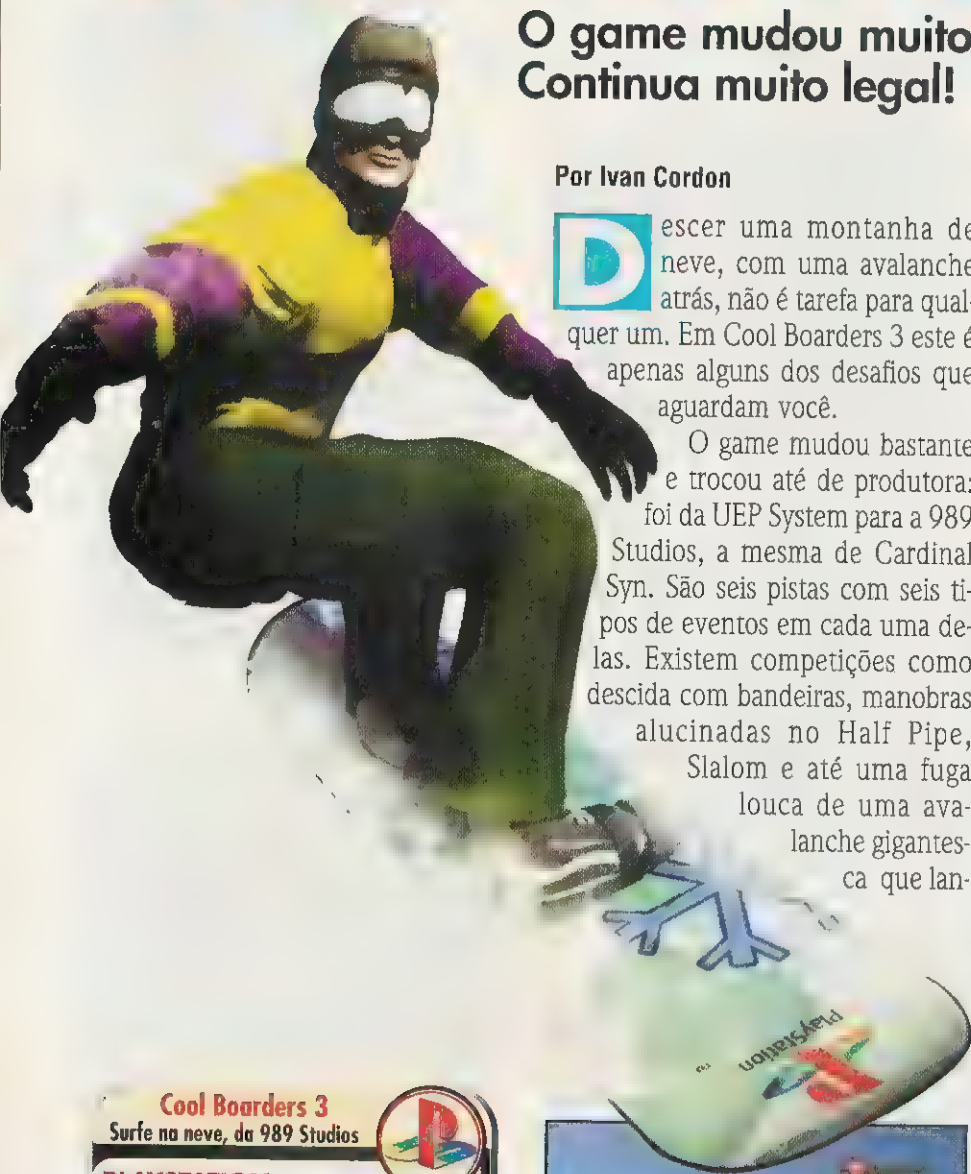 O game mudou muito
Continua muito legal!
Por Ivan Cordon
Descer uma montanha de
neve, com uma avalanche
atrás, não é tarefa para qual-
quer um. Em Cool Boarders 3 este é
apenas alguns dos desafios que
aguardam você.
O game mudou bastante
e trocou até de produtora:
foi da UEP System para a 989
Studios, a mesma de Cardinal
Syn. São seis pistas com seis ti-
pos de eventos em cada uma de-
las. Existem competições como
descida com bandeiras, manobras
alucinadas no Half Pipe,
Slalom e até uma fuga
louca de uma ava-
lanche gigantes-
ca que lan-
PlayStation
Cool Boarders 3
Surfe na neve, da 989 Studios
PLAYSTATION